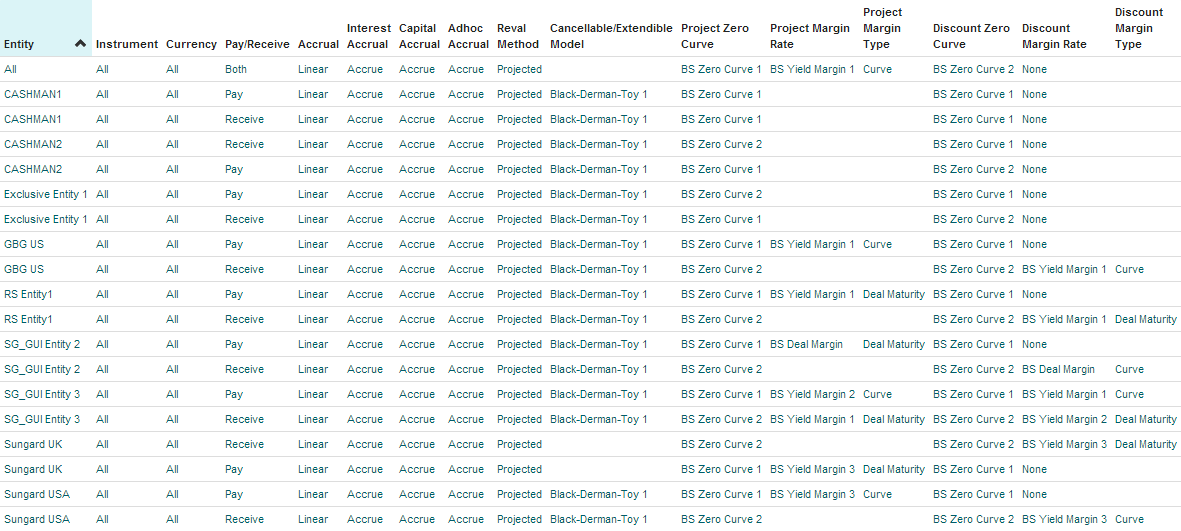 Entity Instrument Currency Pay/Receive Accrual Interest Accrual Capital Accrual Adhoc Accrual Reval Method Cancellable/Extendible Model Project Zero Curve Project Margin Rate Project Margin Type Discount Zero Curve Discount Margin Rate Discount Margin Type
All All All Both Linear Accrue Accrue Accrue Projected BS Zero Curve 1 BS Yield Margin 1 Curve BS Zero Curve 2 None
CASHMAN1 All All Pay Linear Accrue Accrue Accrue Projected Black-Derman-Toy 1 BS Zero Curve 1 BS Zero Curve 1 None
CASHMAN1 All All Receive Linear Accrue Accrue Accrue Projected Black-Derman-Toy 1 BS Zero Curve 1 BS Zero Curve 1 None
CASHMAN2 All All Receive Linear Accrue Accrue Accrue Projected Black-Derman-Toy 1 BS Zero Curve 2 BS Zero Curve 1 None
CASHMAN2 All All Pay Linear Accrue Accrue Accrue Projected Black-Derman-Toy 1 BS Zero Curve 1 BS Zero Curve 2 None
Exclusive Entity 1 All All Pay Linear Accrue Accrue Accrue Projected Black-Derman-Toy 1 BS Zero Curve 2 BS Zero Curve 1 None
Exclusive Entity 1 All All Receive Linear Accrue Accrue Accrue Projected Black-Derman-Toy 1 BS Zero Curve 1 BS Zero Curve 2 None
GBG US All All Pay Linear Accrue Accrue Accrue Projected Black-Derman-Toy 1 BS Zero Curve 1 BS Yield Margin 1 Curve BS Zero Curve 1 None
GBG US All All Receive Linear Accrue Accrue Accrue Projected Black-Derman-Toy 1 BS Zero Curve 2 BS Zero Curve 2 BS Yield Margin 1 Curve
RS Entity1 All All Pay Linear Accrue Accrue Accrue Projected Black-Derman-Toy 1 BS Zero Curve 1 BS Yield Margin 1 Deal Maturity BS Zero Curve 1 None
RS Entity1 All All Receive Linear Accrue Accrue Accrue Projected Black-Derman-Toy 1 BS Zero Curve 2 BS Zero Curve 2 BS Yield Margin 1 Deal Maturity
SG_GUI Entity 2 All All Pay Linear Accrue Accrue Accrue Projected Black-Derman-Toy 1 BS Zero Curve 1 BS Deal Margin Deal Maturity BS Zero Curve 1 None
SG_GUI Entity 2 All All Receive Linear Accrue Accrue Accrue Projected Black-Derman-Toy 1 BS Zero Curve 2 BS Zero Curve 2 BS Deal Margin Curve
SG_GUI Entity 3 All All Pay Linear Accrue Accrue Accrue Projected Black-Derman-Toy 1 BS Zero Curve 1 BS Yield Margin 2 Curve BS Zero Curve 1 BS Yield Margin 1 Curve
SG_GUI Entity 3 All All Receive Linear Accrue Accrue Accrue Projected Black-Derman-Toy 1 BS Zero Curve 2 BS Yield Margin 1 Deal Maturity BS Zero Curve 2 BS Yield Margin 2 Deal Maturity
Sungard UK All All Receive Linear Accrue Accrue Accrue Projected BS Zero Curve 2 BS Zero Curve 2 BS Yield Margin 3 Deal Maturity
Sungard UK All All Pay Linear Accrue Accrue Accrue Projected BS Zero Curve 1 BS Yield Margin 3 Deal Maturity BS Zero Curve 1 None
Sungard USA All All Pay Linear Accrue Accrue Accrue Projected Black-Derman-Toy 1 BS Zero Curve 1 BS Yield Margin 3 Curve BS Zero Curve 1 None
Sungard USA All All Receive Linear Accrue Accrue Accrue Projected Black-Derman-Toy 1 BS Zero Curve 2 BS Zero Curve 2 BS Yield Margin 3 Curve